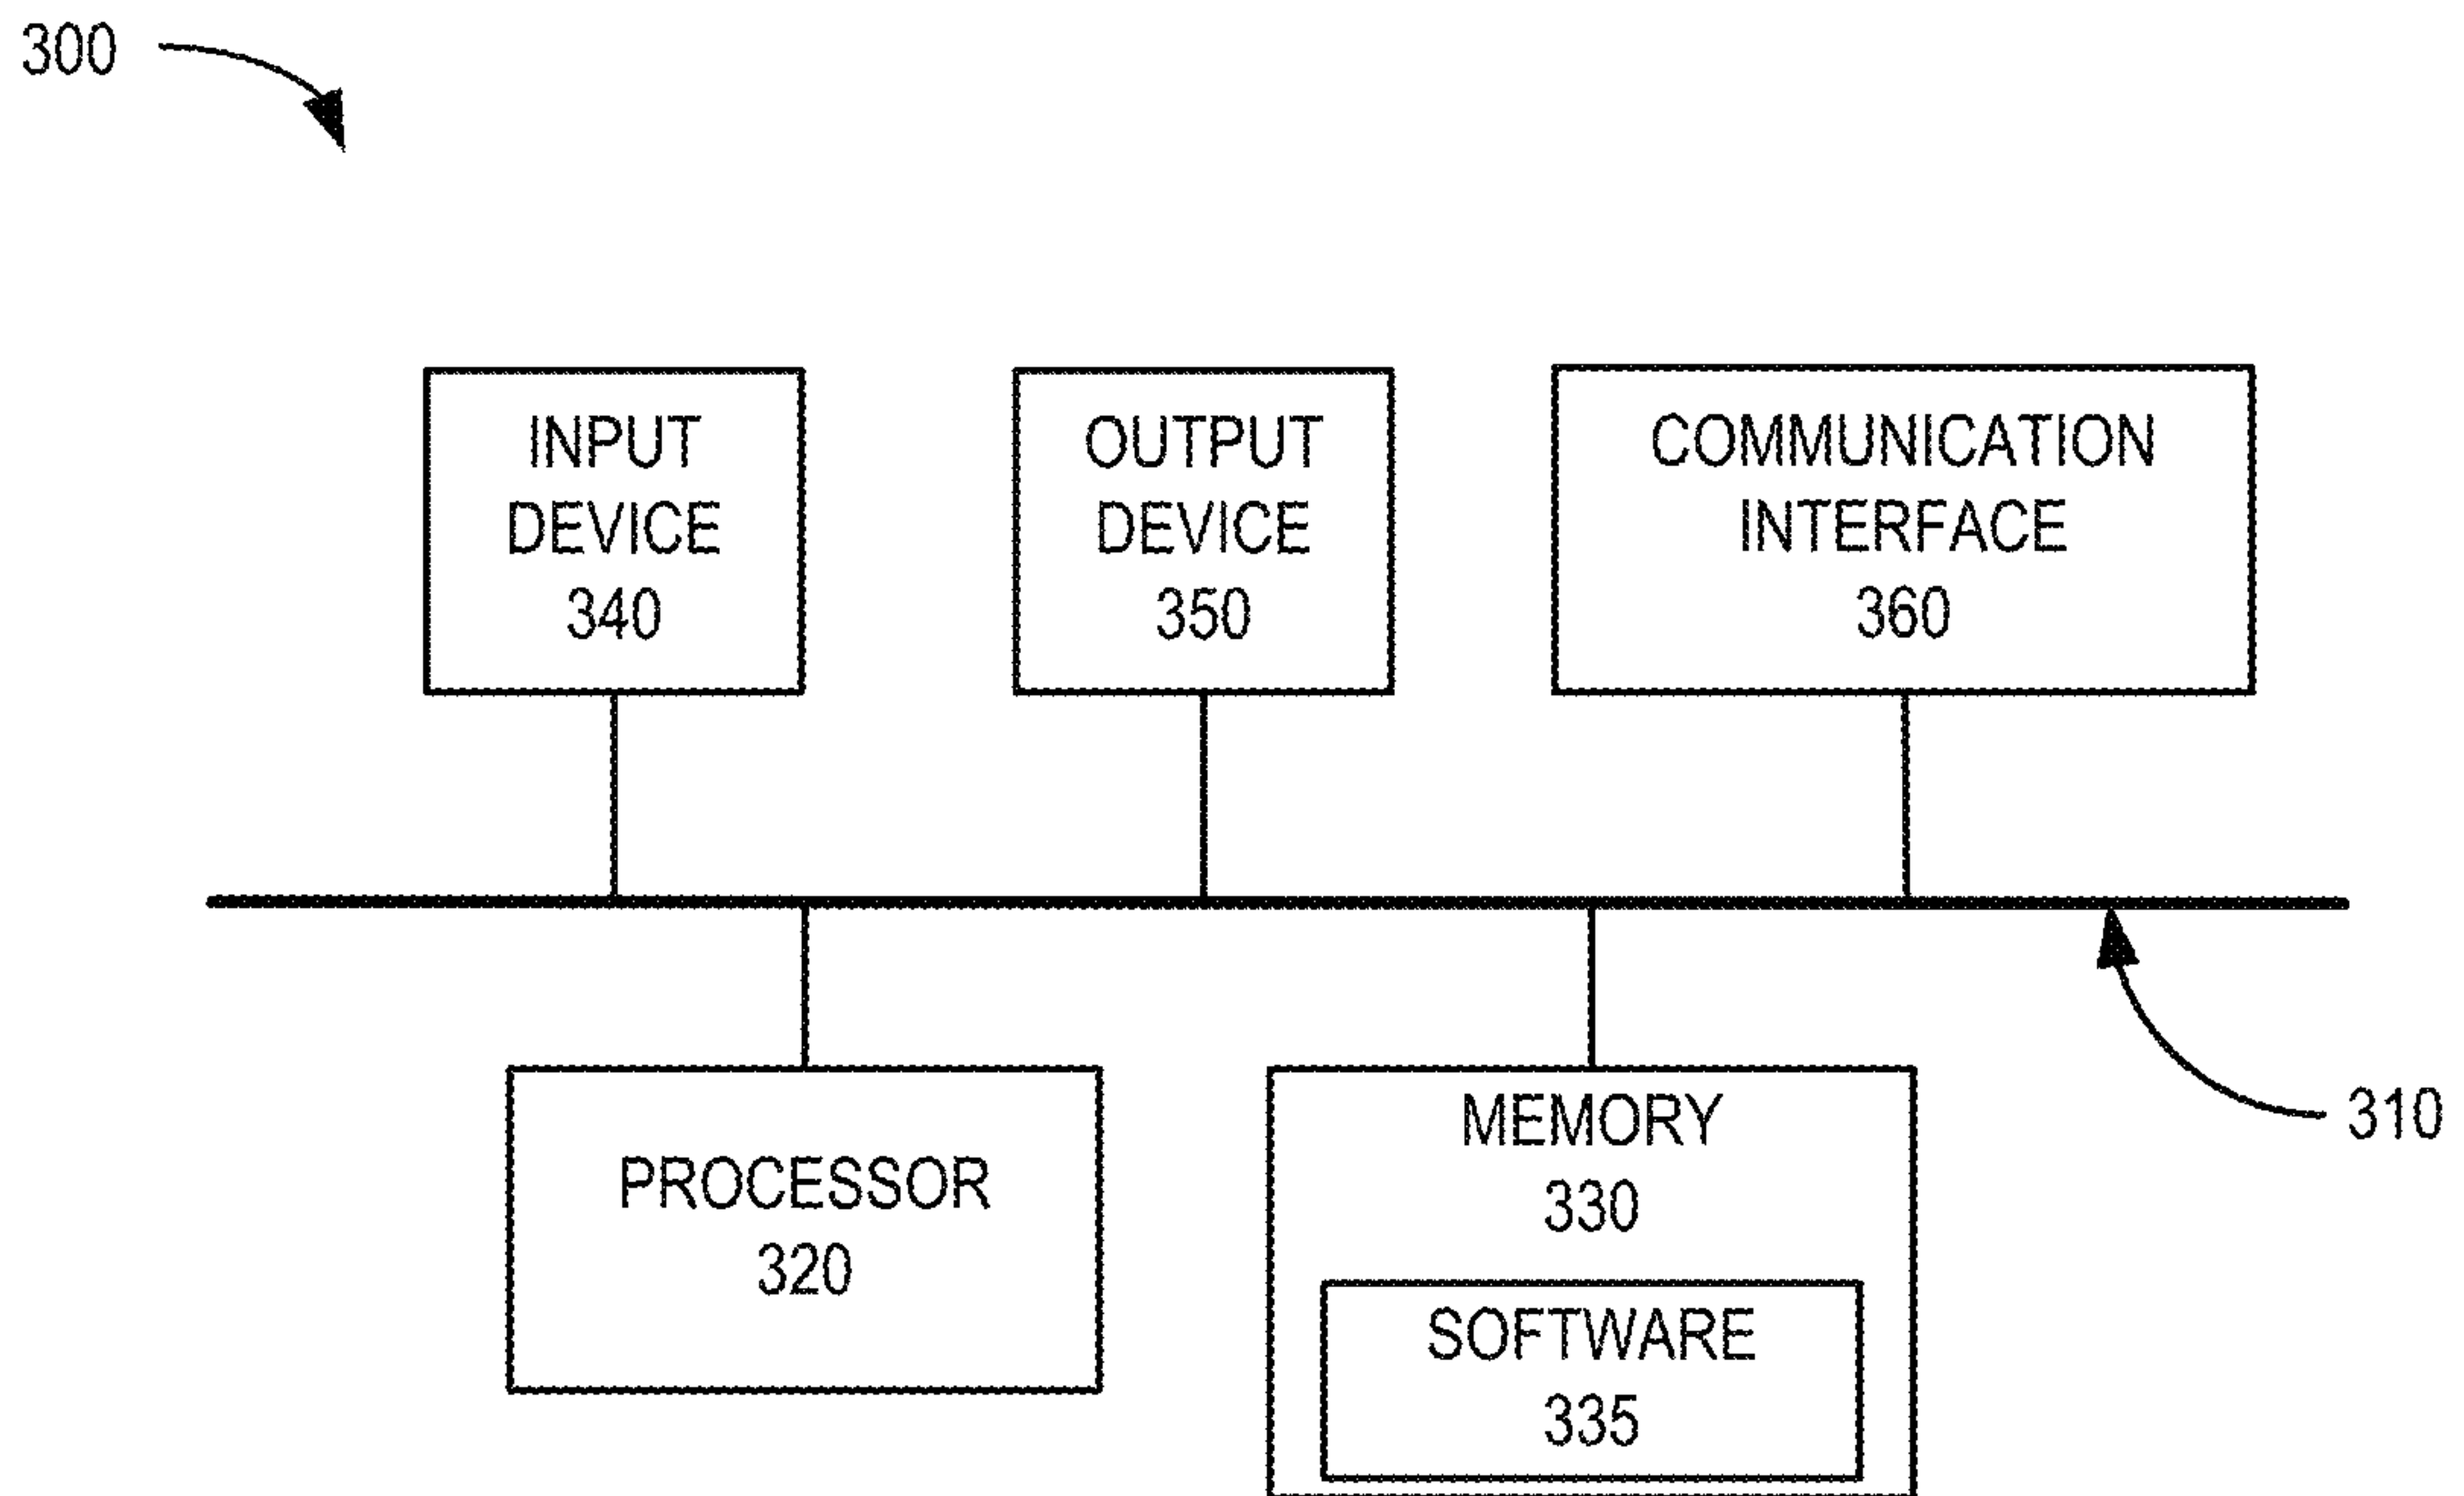 300
INPUT
DEVICE
340
OUTPUT
DEVICE
350
COMMUNICATION
INTERFACE
360
PROCESSOR
320
MEMORY
330
SOFTWARE
335
310